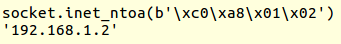 socket.inet_ntoa(b'\xc0\xa8\x01\x02')
'192.168.1.2'